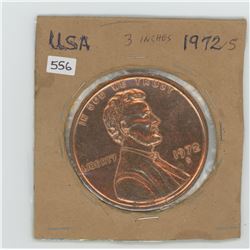 USA 3 INCHES 1972/S
556
IN GOD WE TRUST
LIBERTY 1972
S